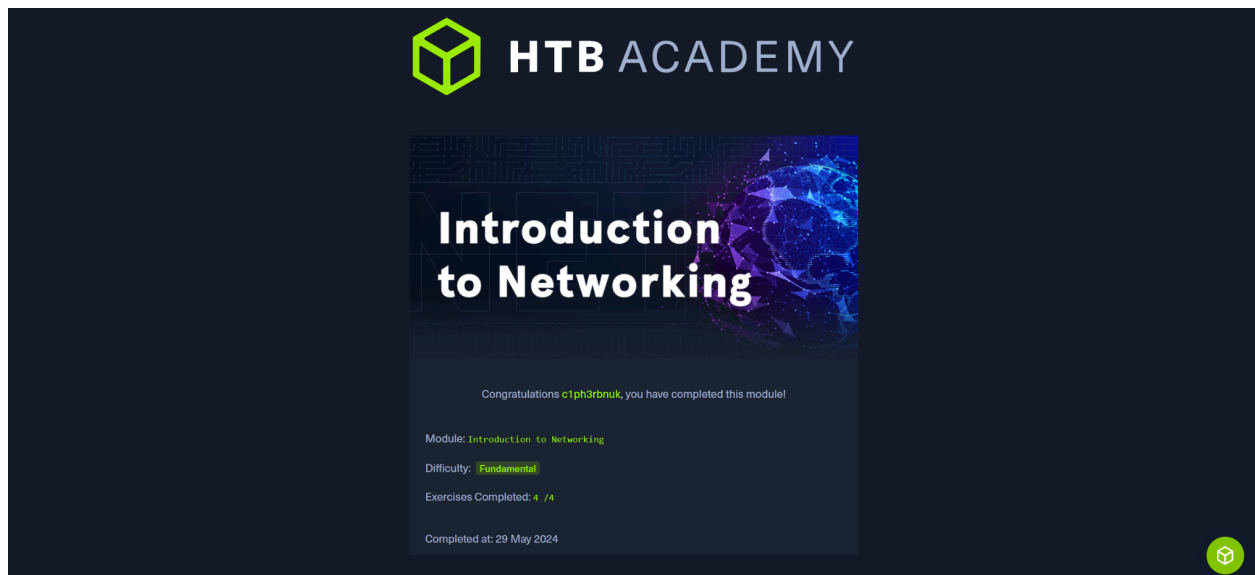 HTB ACADEMY
Introduction
to Networking
Congratulations c1ph3rbnuk, you have completed this module!
Module: Introduction to Networking
Difficulty: Fundamental
Exercises Completed: 4 /4
Completed at: 29 May 2024